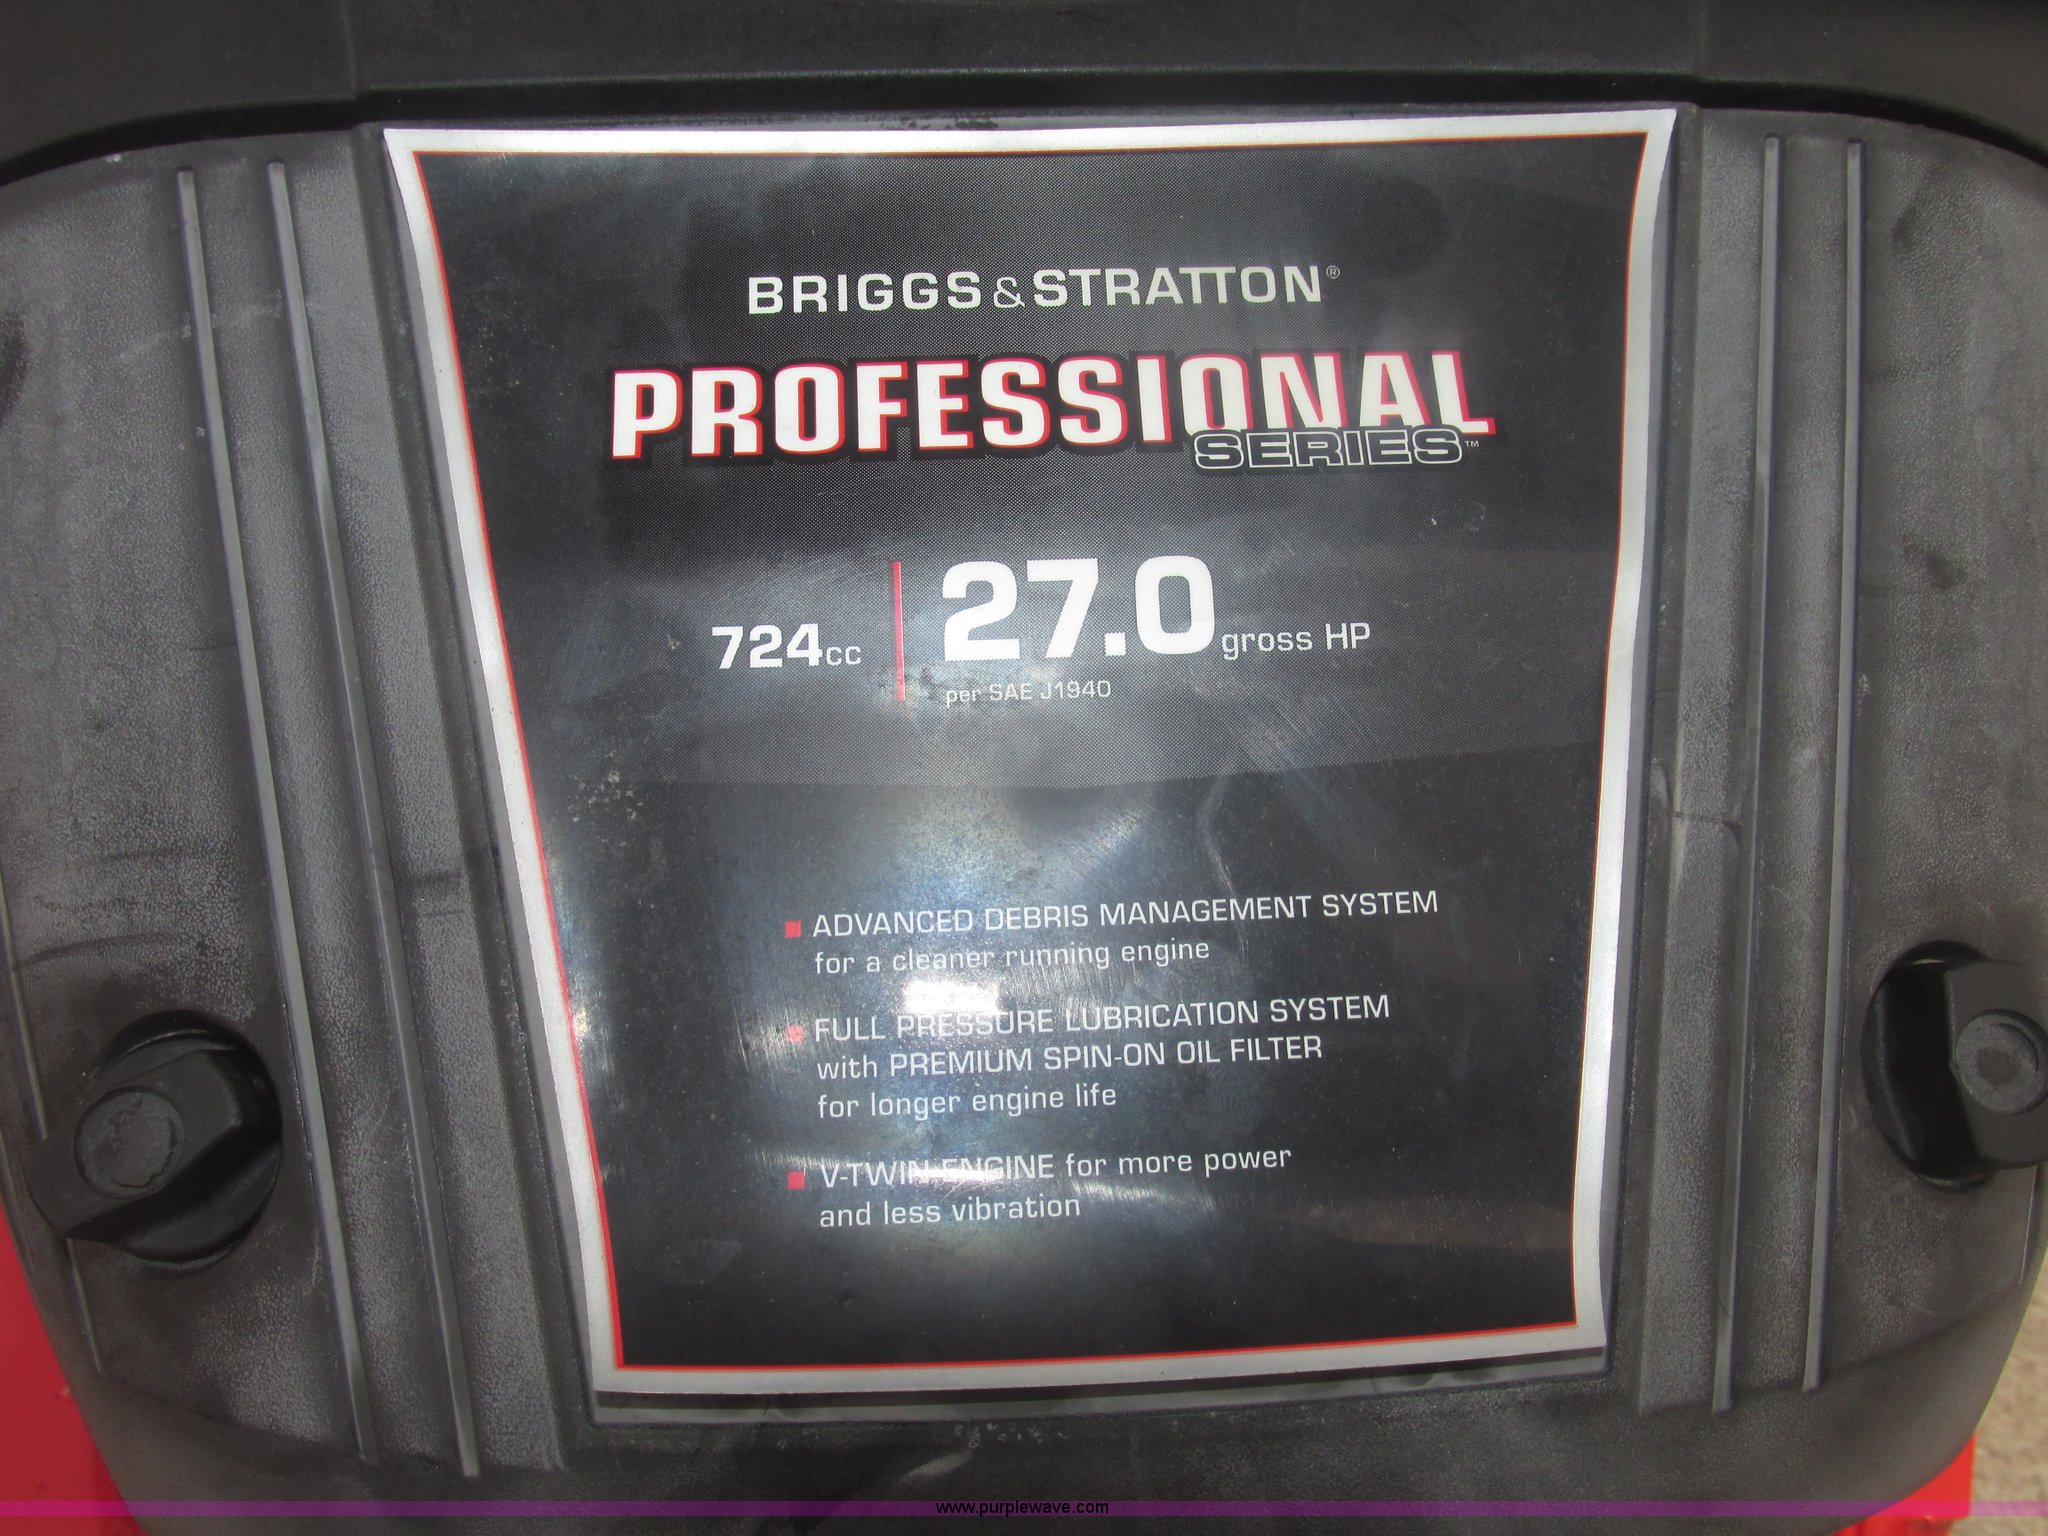 BRIGGS & STRATTON®
PROFESSIONAL
SERIES™
724cc
27.0 gross HP
per SAE J1940
ADVANCED DEBRIS MANAGEMENT SYSTEM
for a cleaner running engine
FULL PRESSURE LUBRICATION SYSTEM
with PREMIUM SPIN-ON OIL FILTER
for longer engine life
V-TWIN ENGINE for more power
and less vibration
www.purplewave.com